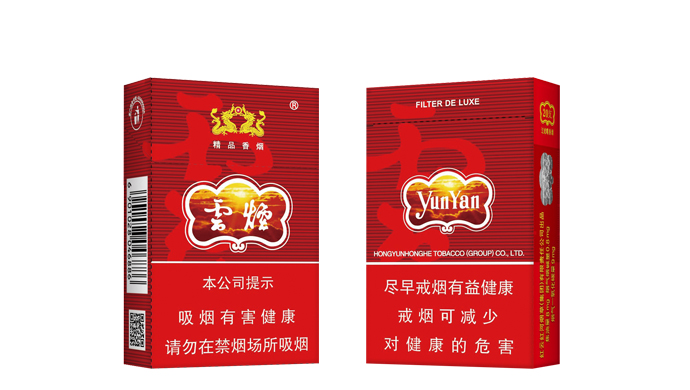 ®
精品香烟
雲煙
本公司提示
吸烟有害健康
请勿在禁烟场所吸烟
FILTER DE LUXE
YunYan
HONGYUNHONGHE TOBACCO (GROUP) CO., LTD.
尽早戒烟有益健康
戒烟可减少
对健康的危害